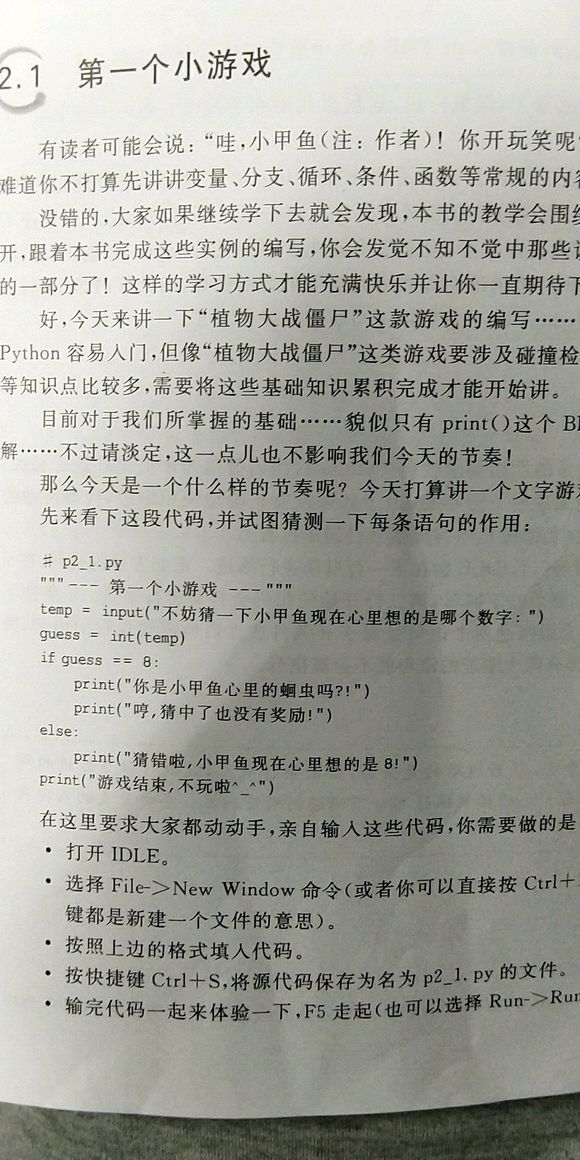 2.1 第一个小游戏
有读者可能会说：“哇,小甲鱼(注：作者)！你开玩笑呢
难道你不打算先讲讲变量、分支、循环、条件、函数等常规的内容
没错的,大家如果继续学下去就会发现,本书的教学会围绕
开,跟着本书完成这些实例的编写,你会发觉不知不觉中那些
的一部分了！这样的学习方式才能充满快乐并让你一直期待下
好,今天来讲一下“植物大战僵尸”这款游戏的编写……
Python 容易入门,但像“植物大战僵尸”这类游戏要涉及碰撞检
等知识点比较多,需要将这些基础知识累积完成才能开始讲。
目前对于我们所掌握的基础……貌似只有 print()这个 BI
解……不过请淡定,这一点儿也不影响我们今天的节奏！
那么今天是一个什么样的节奏呢？今天打算讲一个文字游戏
先来看下这段代码,并试图猜测一下每条语句的作用：
# p2_1.py
"""--- 第一个小游戏 ---"""
temp = input("不妨猜一下小甲鱼现在心里想的是哪个数字：")
guess = int(temp)
if guess == 8:
print("你是小甲鱼心里的蛔虫吗?!")
print("哼,猜中了也没有奖励!")
else:
print("猜错啦,小甲鱼现在心里想的是 8!")
print("游戏结束,不玩啦^_^")
在这里要求大家都动动手,亲自输入这些代码,你需要做的是
• 打开 IDLE。
• 选择 File->New Window 命令(或者你可以直接按 Ctrl+
键都是新建一个文件的意思)。
• 按照上边的格式填入代码。
• 按快捷键 Ctrl+S,将源代码保存为名为 p2_1.py 的文件。
• 输完代码一起来体验一下,F5 走起(也可以选择 Run->Run